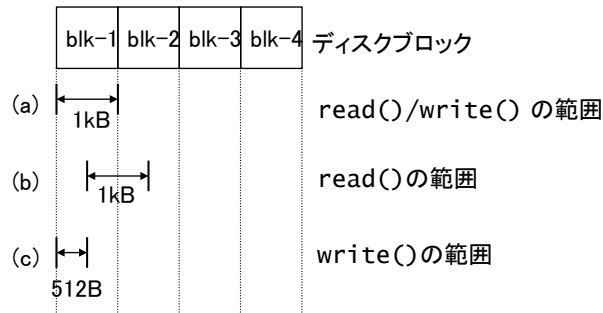 blk-1 blk-2 blk-3 blk-4 ディスクブロック
(a) 1kB read()/write() の範囲
(b) 1kB read()の範囲
(c) 512B write()の範囲